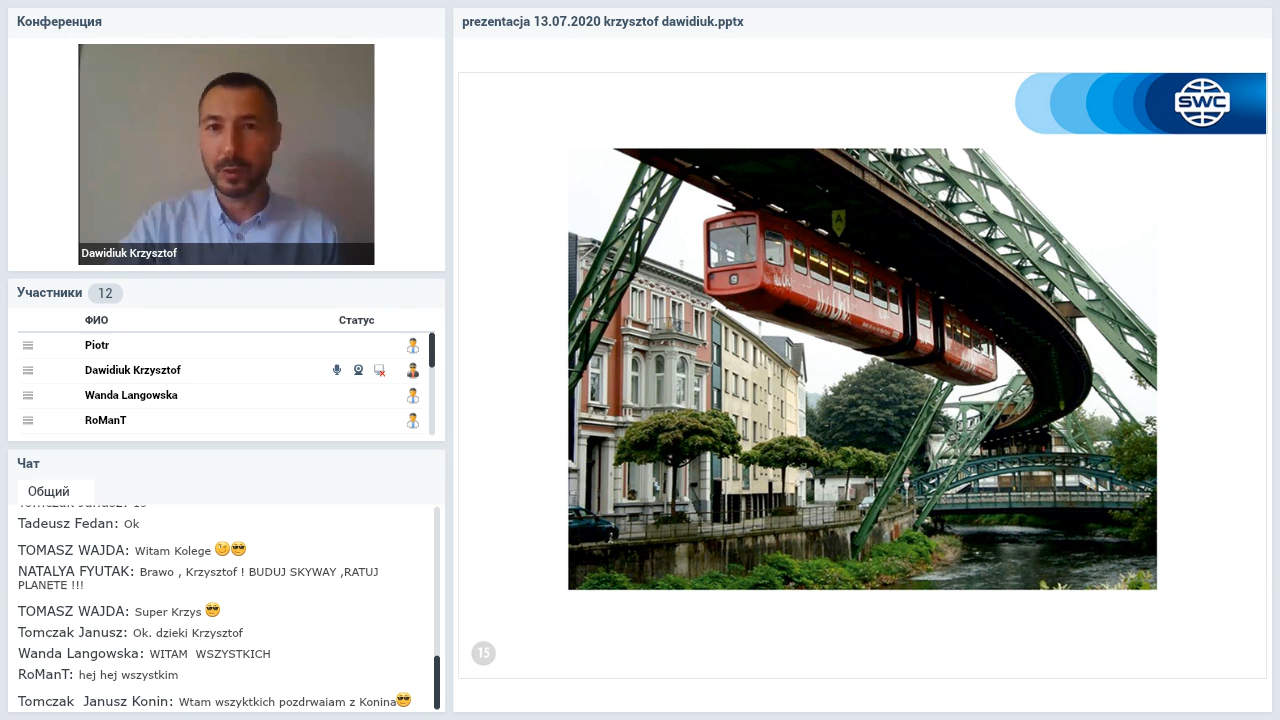 Конференция
Dawidiuk Krzysztof
Участники 12
ФИО Статус
Piotr
Dawidiuk Krzysztof
Wanda Langowska
RoManT
Чат
Общий
Tadeusz Fedan: Ok
TOMASZ WAJDA: Witam Kolege
NATALYA FYUTAK: Brawo , Krzysztof ! BUDUJ SKYWAY ,RATUJ
PLANETE !!!
TOMASZ WAJDA: Super Krzys
Tomczak Janusz: Ok. dzieki Krzysztof
Wanda Langowska: WITAM WSZYSTKICH
RoManT: hej hej wszystkim
Tomczak Janusz Konin: Wtam wszyktkich pozdrwaiam z Konina
prezentacja 13.07.2020 krzysztof dawidiuk.pptx
SWC
A
9
15